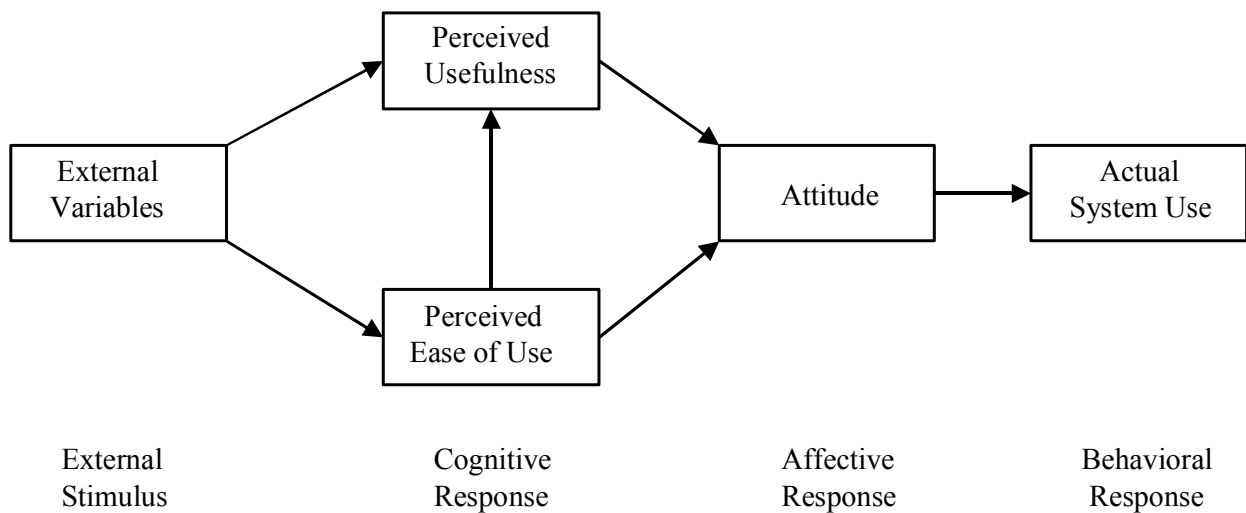 Perceived
Usefulness
External
Variables
Attitude
Actual
System Use
Perceived
Ease of Use
External
Stimulus
Cognitive
Response
Affective
Response
Behavioral
Response